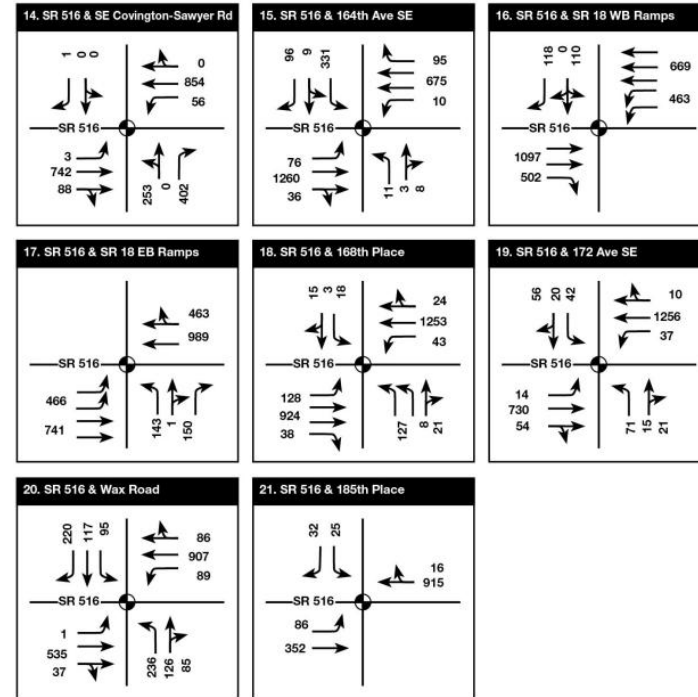 14. SR 516 & SE Covington-Sawyer Rd
1 0 0
0
854
56
SR 516
3
742
88
253 0 402
15. SR 516 & 164th Ave SE
96 9 331
95
675
10
SR 516
76
1260
36
11 3 8
16. SR 516 & SR 18 WB Ramps
118 0 110
669
463
SR 516
1097
502
17. SR 516 & SR 18 EB Ramps
463
989
SR 516
466
741
143 1 150
18. SR 516 & 168th Place
15 3 18
24
1253
43
SR 516
128
924
38
127 8 21
19. SR 516 & 172 Ave SE
56 20 42
10
1256
37
SR 516
14
730
54
71 15 21
20. SR 516 & Wax Road
220 117 95
86
907
89
SR 516
1
535
37
236 126 85
21. SR 516 & 185th Place
32 25
16
915
SR 516
86
352